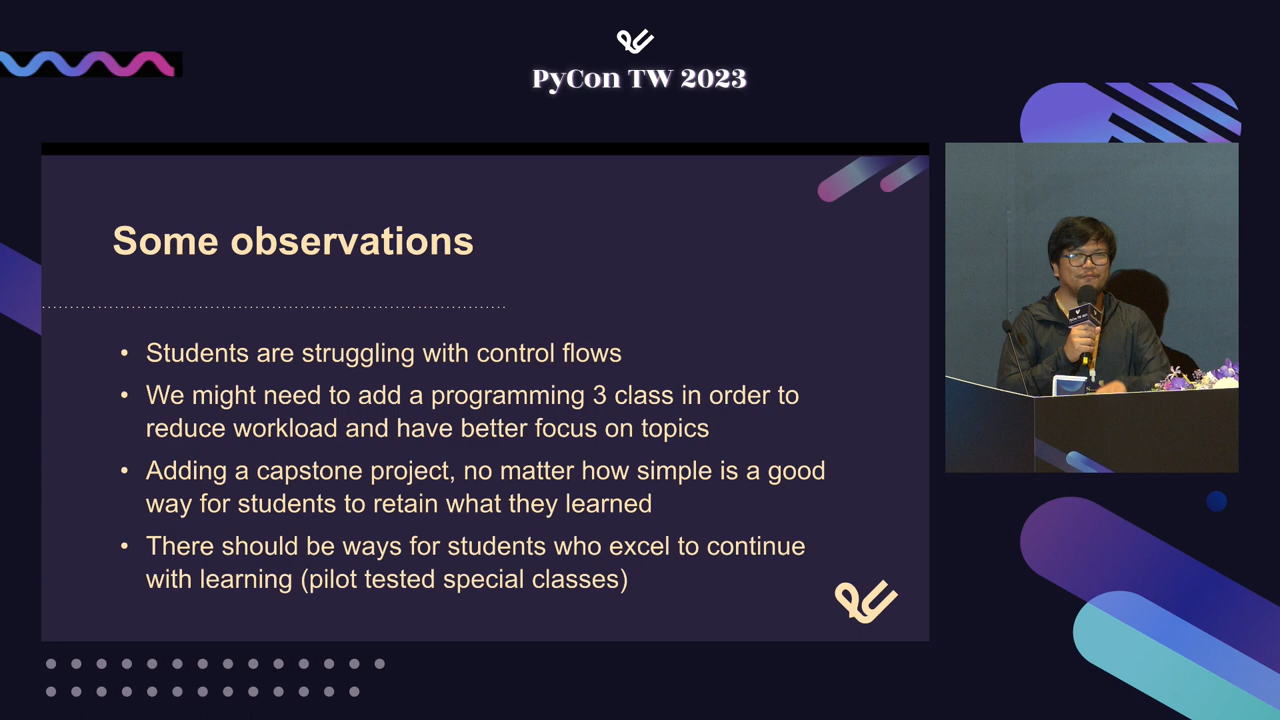 PyCon TW 2023
Some observations
• Students are struggling with control flows
• We might need to add a programming 3 class in order to
reduce workload and have better focus on topics
• Adding a capstone project, no matter how simple is a good
way for students to retain what they learned
• There should be ways for students who excel to continue
with learning (pilot tested special classes)